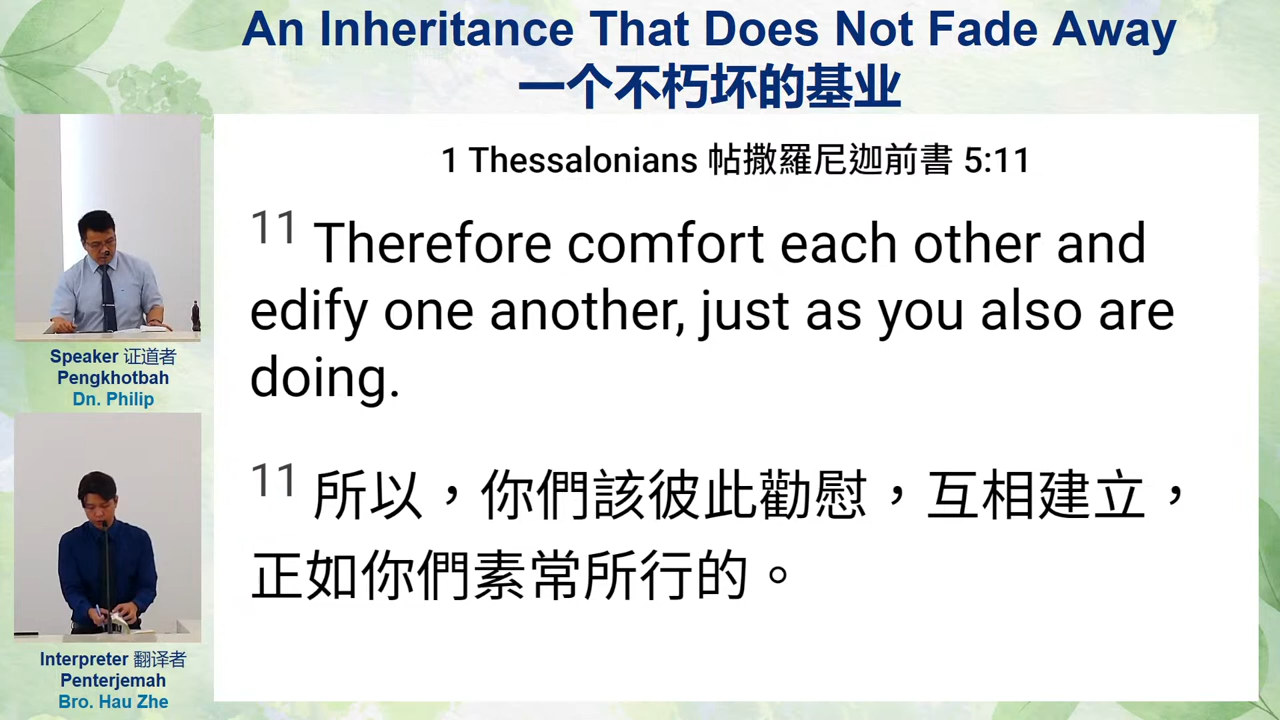 An Inheritance That Does Not Fade Away
一个不朽坏的基业
1 Thessalonians 帖撒羅尼迦前書 5:11
11 Therefore comfort each other and
edify one another, just as you also are
doing.
11 所以，你們該彼此勸慰，互相建立，
正如你們素常所行的。
Speaker 证道者
Pengkhotbah
Dn. Philip
Interpreter 翻译者
Penterjemah
Bro. Hau Zhe